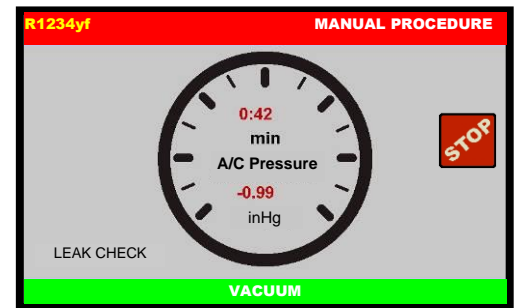 R1234yf MANUAL PROCEDURE
0:42
min
A/C Pressure
-0.99
inHg
STOP
LEAK CHECK
VACUUM